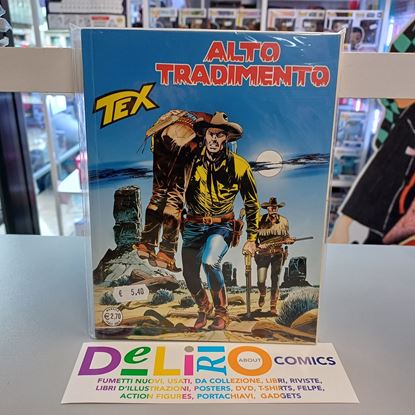 ALTO
TRADIMENTO
TEX
€ 5,40
€2,70
DELIRIO ABOUT COMICS
FUMETTI NUOVI, USATI, DA COLLEZIONE, LIBRI, RIVISTE,
LIBRI D'ILLUSTRAZIONI, POSTERS, DVD, T-SHIRTS, FELPE,
ACTION FIGURES, PORTACHIAVI, GADGETS